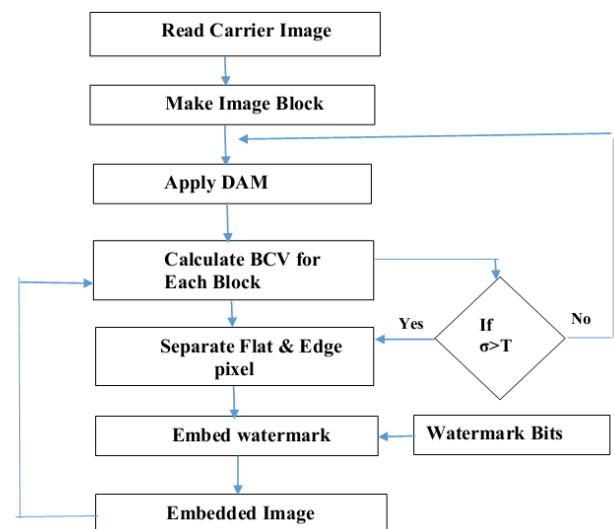 Read Carrier Image
Make Image Block
Apply DAM
Calculate BCV for
Each Block
If
σ>T
Yes
No
Separate Flat & Edge
pixel
Embed watermark
Watermark Bits
Embedded Image